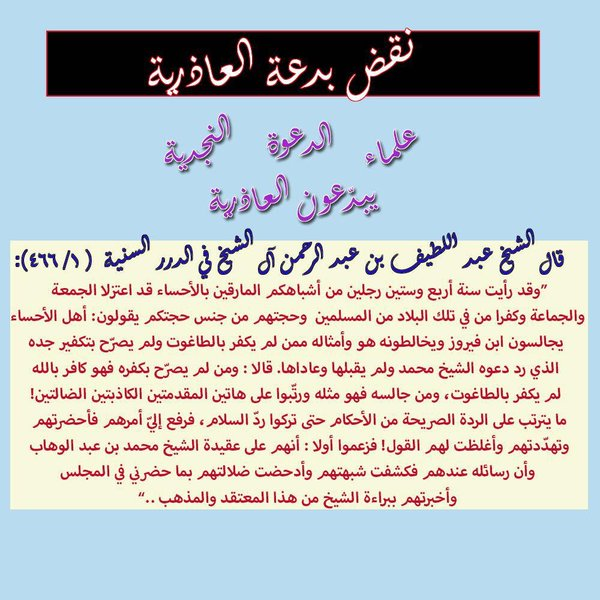 نقض بدعة العاذرية
علماء الدعوة النجدية
يبدّعون العاذرية
قال الشيخ عبد اللطيف بن عبد الرحمن آل الشيخ في الدرر السنية (١/ ٤٦٦):
”وقد رأيت سنة أربع وستين رجلين من أشباهكم المارقين بالأحساء قد اعتزلا الجمعة
والجماعة وكفرا من في تلك البلاد من المسلمين وحجتهم من جنس حجتكم يقولون: أهل الأحساء
يجالسون ابن فيروز ويخالطونه هو وأمثاله ممن لم يكفر بالطاغوت ولم يصرّح بتكفير جده
الذي رد دعوه الشيخ محمد ولم يقبلها وعاداها. قالا : ومن لم يصرّح بكفره فهو كافر بالله
لم يكفر بالطاغوت، ومن جالسه فهو مثله ورتّبوا على هاتين المقدمتين الكاذبتين الضالتين!
ما يترتب على الردة الصريحة من الأحكام حتى تركوا ردّ السلام، فرفع إليّ أمرهم فأحضرتهم
وتهدّدتهم وأغلظت لهم القول! فزعموا أولا : أنهم على عقيدة الشيخ محمد بن عبد الوهاب
وأن رسائله عندهم فكشفت شبهتهم وأدحضت ضلالتهم بما حضرني في المجلس
وأخبرتهم ببراءة الشيخ من هذا المعتقد والمذهب ..“